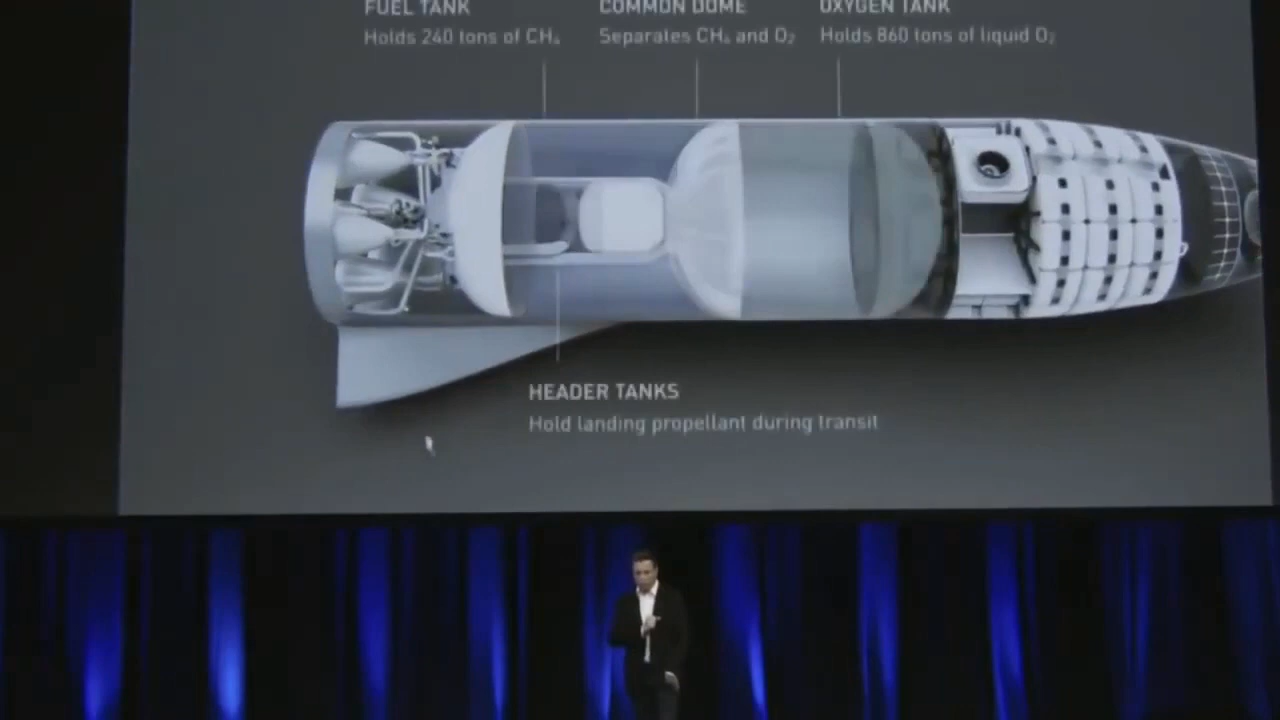 FUEL TANK
Holds 240 tons of CH₄
COMMON DOME
Separates CH₄ and O₂
OXYGEN TANK
Holds 860 tons of liquid O₂
HEADER TANKS
Hold landing propellant during transit